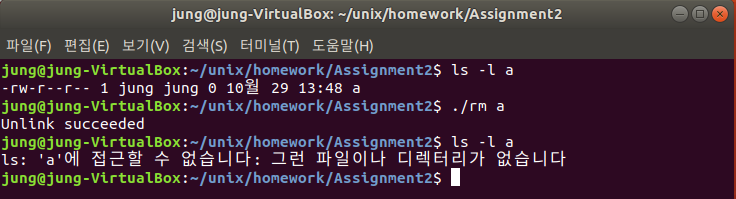 jung@jung-VirtualBox: ~/unix/homework/Assignment2
파일(F) 편집(E) 보기(V) 검색(S) 터미널(T) 도움말(H)
jung@jung-VirtualBox:~/unix/homework/Assignment2$ ls -l a
-rw-r--r-- 1 jung jung 0 10월 29 13:48 a
jung@jung-VirtualBox:~/unix/homework/Assignment2$ ./rm a
Unlink succeeded
jung@jung-VirtualBox:~/unix/homework/Assignment2$ ls -l a
ls: 'a'에 접근할 수 없습니다: 그런 파일이나 디렉터리가 없습니다
jung@jung-VirtualBox:~/unix/homework/Assignment2$